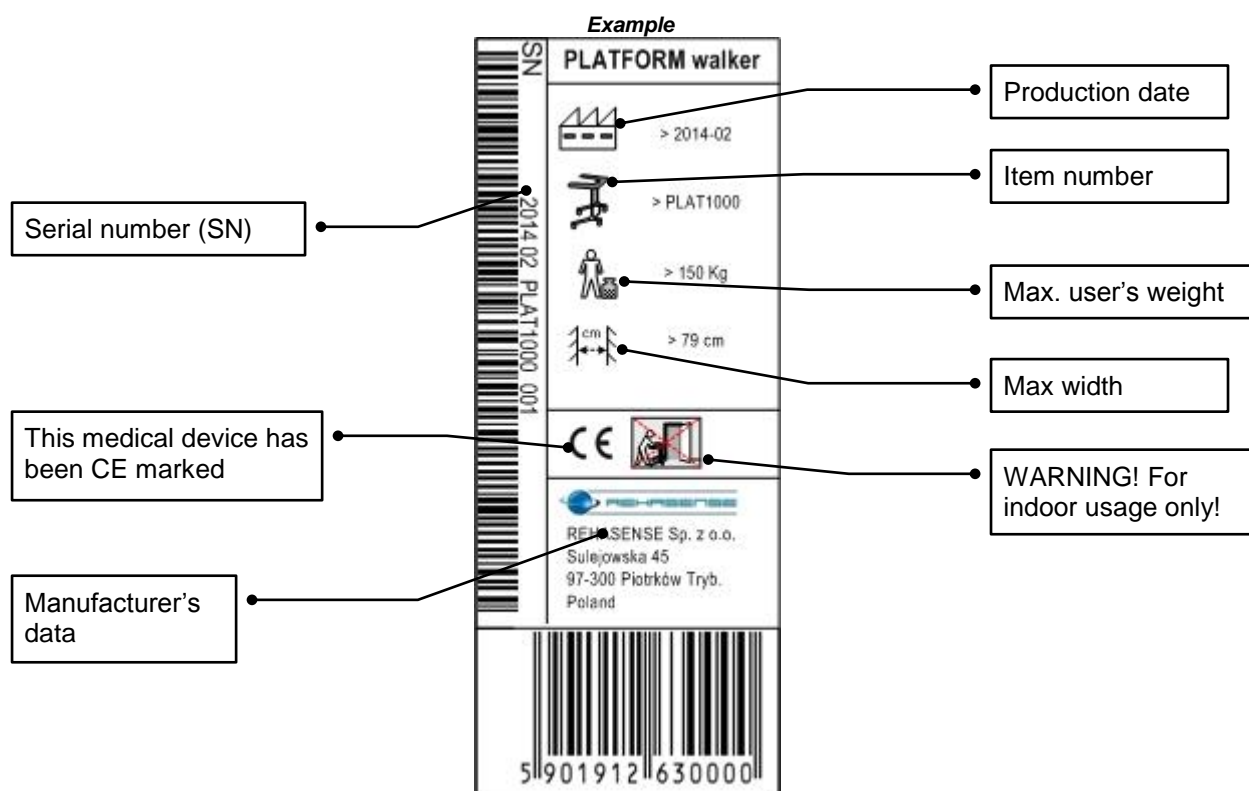 Example
SN
2014 02 PLAT1000 001
PLATFORM walker
> 2014-02
> PLAT1000
> 150 Kg
cm
> 79 cm
CE
REHASENSE
REHASENSE Sp. z o.o.
Sulejowska 45
97-300 Piotrków Tryb.
Poland
5 901912 630000
Serial number (SN)
This medical device has
been CE marked
Manufacturer's
data
Production date
Item number
Max. user's weight
Max width
WARNING! For
indoor usage only!